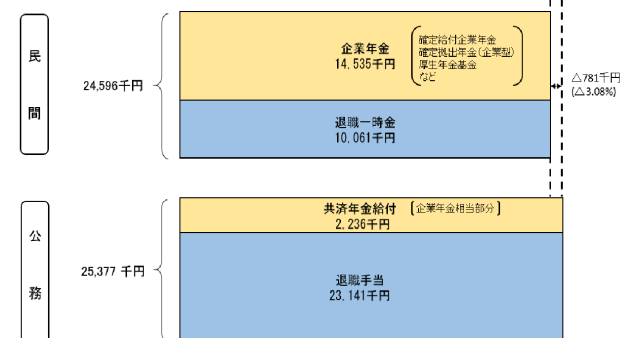 民間
24,596千円
企業年金
14,535千円
確定給付企業年金
確定拠出年金(企業型)
厚生年金基金
など
△781千円
(△3.08%)
退職一時金
10,061千円
公務
25,377 千円
共済年金給付
[企業年金相当部分]
2,236千円
退職手当
23,141千円